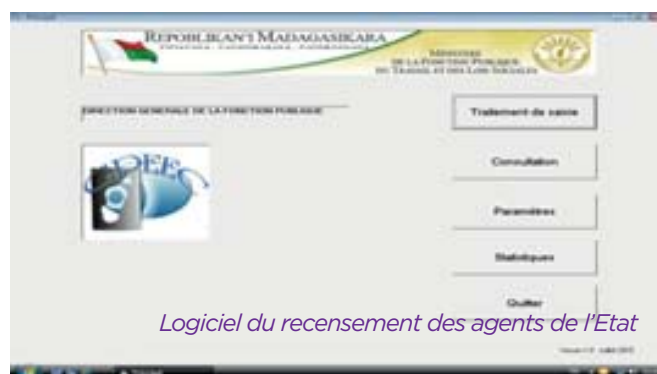 REPOBLIKAN'I MADAGASIKARA
MINISTERE
DE LA FONCTION PUBLIQUE
DU TRAVAIL ET DES LOIS SOCIALES
DIRECTION GENERALE DE LA FONCTION PUBLIQUE
Traitement de saisie
Consultation
Paramètres
Statistiques
Quitter
Logiciel du recensement des agents de l'Etat